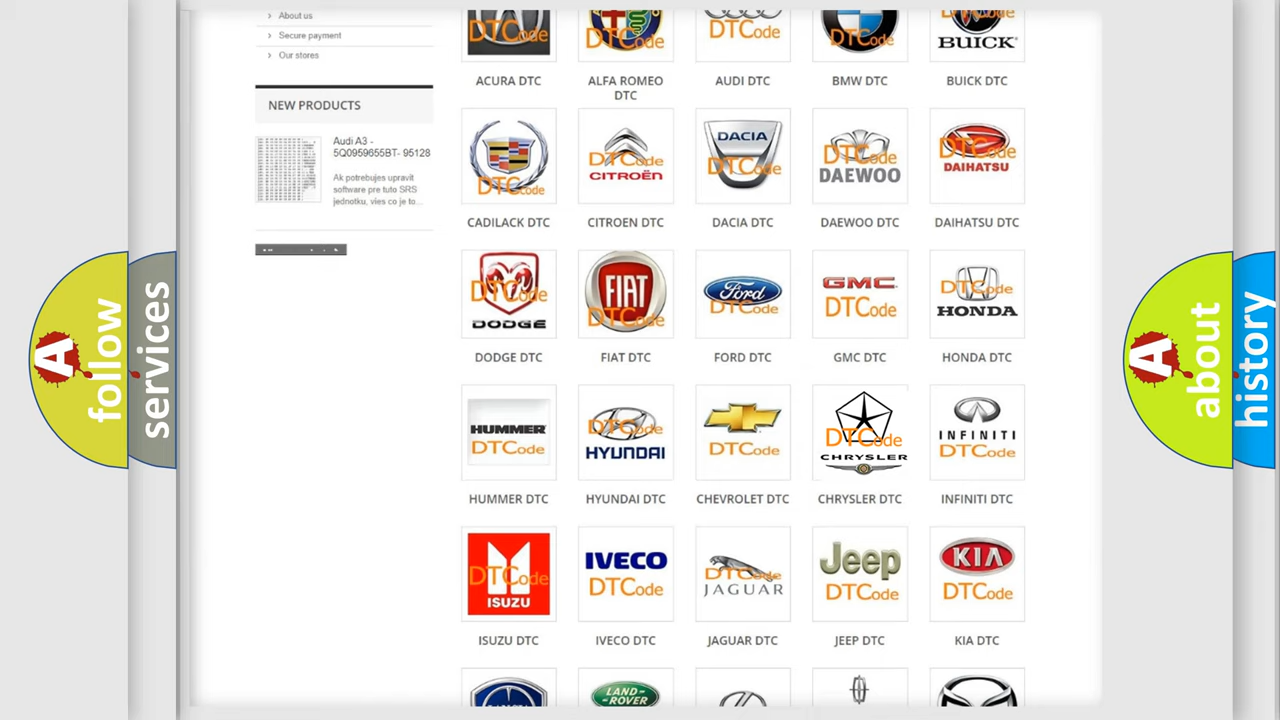 About us
Secure payment
Our stores
NEW PRODUCTS
Audi A3 -
5Q0959655BT- 95128
Ak potrebujes upravit
software pre tuto SRS
jednotku, vies co je to...
DTCode
DTCode
DTCode
DTCode
BUICK
ACURA DTC
ALFA ROMEO
DTC
AUDI DTC
BMW DTC
BUICK DTC
DTCode
DTCode
CITROËN
DACIA
DTCode
DTCode
DAEWOO
DTCode
DAIHATSU
CADILACK DTC
CITROEN DTC
DACIA DTC
DAEWOO DTC
DAIHATSU DTC
DTCode
DODGE
FIAT
DTCode
Ford
DTCode
GMC
DTCode
DTCode
HONDA
DODGE DTC
FIAT DTC
FORD DTC
GMC DTC
HONDA DTC
HUMMER
DTCode
DTCode
HYUNDAI
DTCode
DTCode
CHRYSLER
INFINITI
DTCode
HUMMER DTC
HYUNDAI DTC
CHEVROLET DTC
CHRYSLER DTC
INFINITI DTC
DTCode
ISUZU
IVECO
DTCode
DTCode
JAGUAR
Jeep
DTCode
KIA
DTCode
ISUZU DTC
IVECO DTC
JAGUAR DTC
JEEP DTC
KIA DTC
LAND-
ROVER
A
follow
services
A
about
history